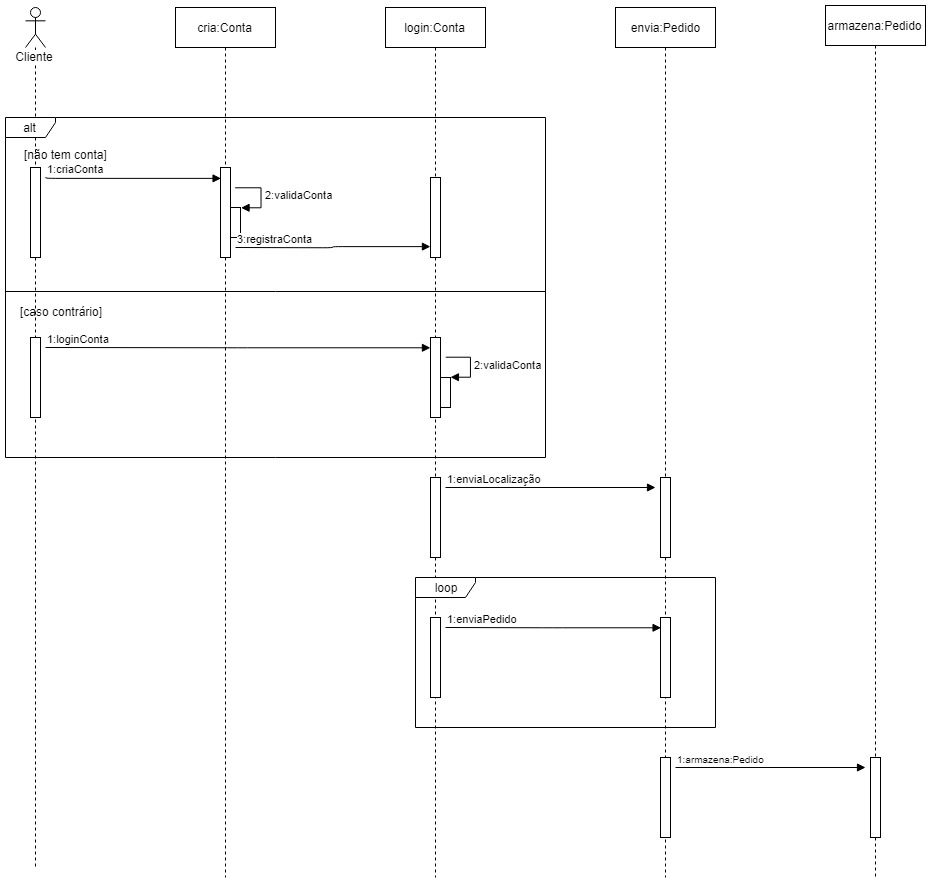 Cliente
cria:Conta
login:Conta
envia:Pedido
armazena:Pedido
alt
[não tem conta]
1:criaConta
2:validaConta
3:registraConta
[caso contrário]
1:loginConta
2:validaConta
1:enviaLocalização
loop
1:enviaPedido
1:armazena:Pedido